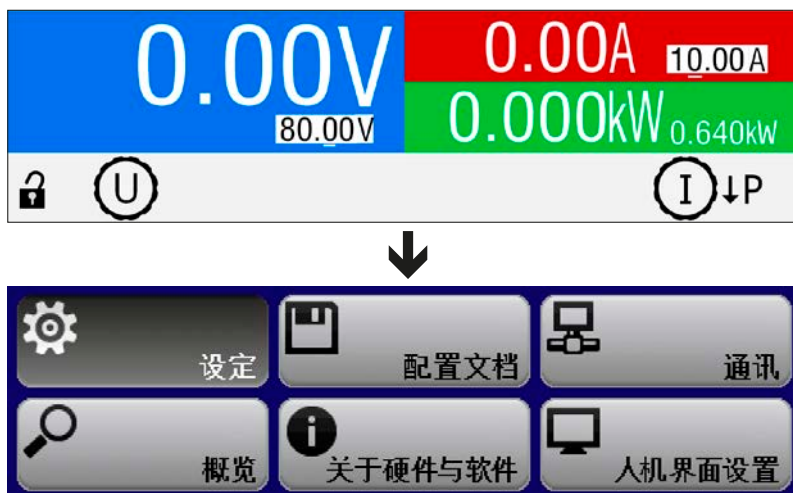 0.00V
80.00V
0.00A 10.00A
0.000kW 0.640kW
U
I ↓P
设定
配置文档
通讯
概览
关于硬件与软件
人机界面设置